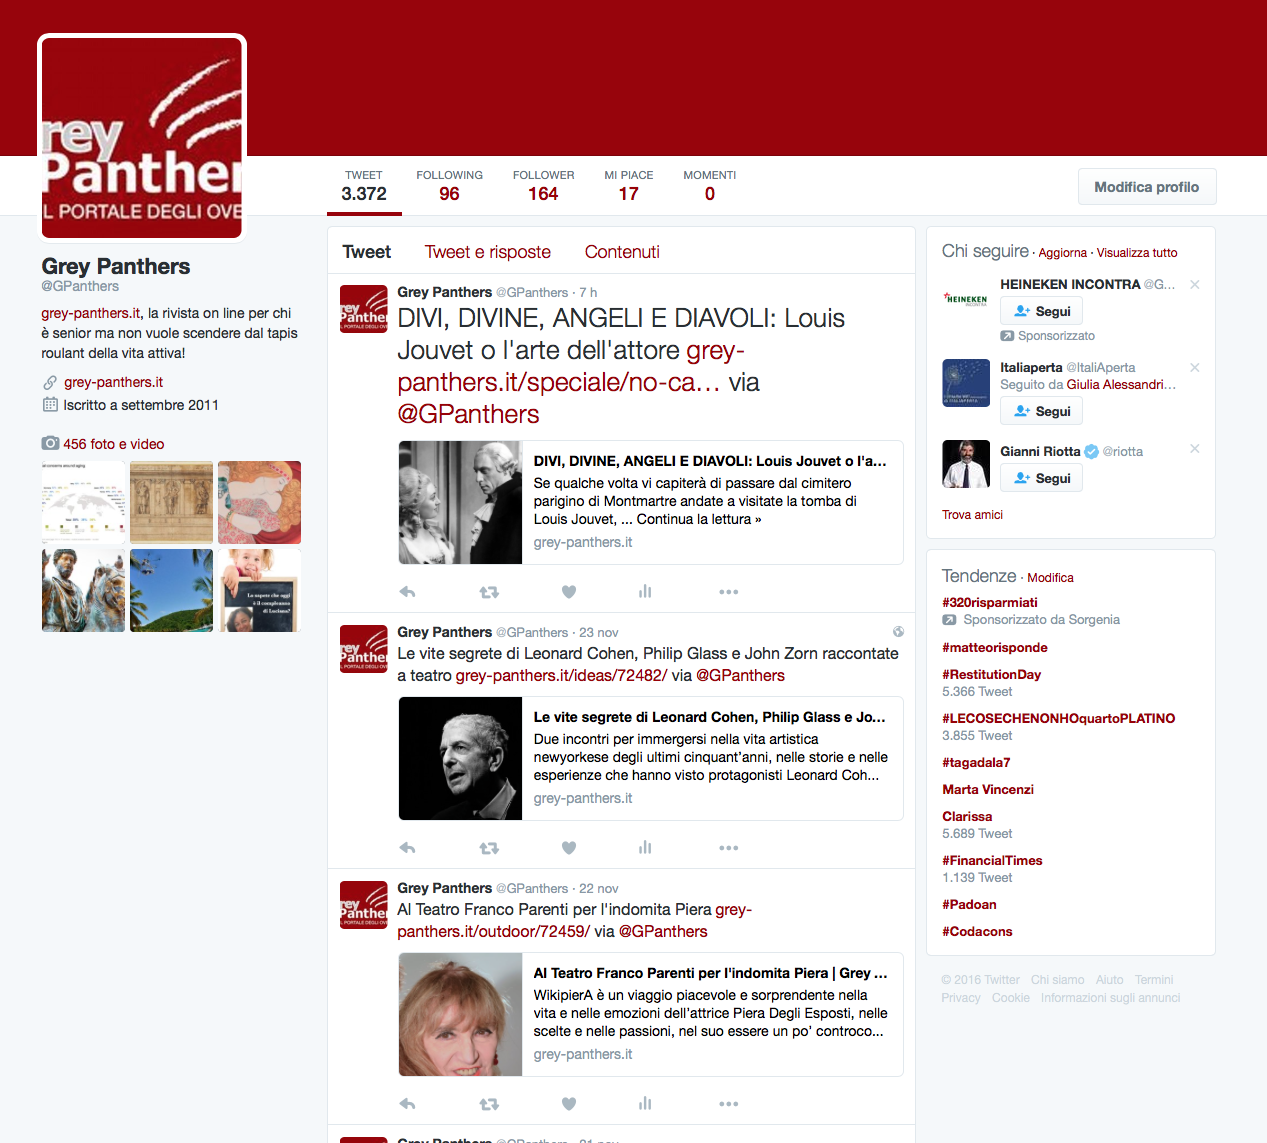 rey
Panther
L PORTALE DEGLI OVE
TWEET
3.372
FOLLOWING
96
FOLLOWER
164
MI PIACE
17
MOMENTI
0
Modifica profilo
Grey Panthers
@GPanthers
grey-panthers.it, la rivista on line per chi
è senior ma non vuole scendere dal tapis
roulant della vita attiva!
grey-panthers.it
Iscritto a settembre 2011
456 foto e video
Lo sapete che oggi
è il compleanno
di Luciana?
Tweet
Tweet e risposte
Contenuti
Grey Panthers @GPanthers · 7 h
DIVI, DIVINE, ANGELI E DIAVOLI: Louis
Jouvet o l'arte dell'attore grey-
panthers.it/speciale/no-ca… via
@GPanthers
DIVI, DIVINE, ANGELI E DIAVOLI: Louis Jouvet o l'a...
Se qualche volta vi capiterà di passare dal cimitero
parigino di Montmartre andate a visitate la tomba di
Louis Jouvet, ... Continua la lettura »
grey-panthers.it
Grey Panthers @GPanthers · 23 nov
Le vite segrete di Leonard Cohen, Philip Glass e John Zorn raccontate
a teatro grey-panthers.it/ideas/72482/ via @GPanthers
Le vite segrete di Leonard Cohen, Philip Glass e Jo...
Due incontri per immergersi nella vita artistica
newyorkese degli ultimi cinquant'anni, nelle storie e nelle
esperienze che hanno visto protagonisti Leonard Coh...
grey-panthers.it
Grey Panthers @GPanthers · 22 nov
Al Teatro Franco Parenti per l'indomita Piera grey-
panthers.it/outdoor/72459/ via @GPanthers
Al Teatro Franco Parenti per l'indomita Piera | Grey ...
WikipierA è un viaggio piacevole e sorprendente nella
vita e nelle emozioni dell'attrice Piera Degli Esposti, nelle
scelte e nelle passioni, nel suo essere un po' controco...
grey-panthers.it
Grey Panthers @GPanthers · 21 nov
Chi seguire · Aggiorna · Visualizza tutto
HEINEKEN INCONTRA @G...
Segui
Sponsorizzato
Italiaperta @ItaliAperta
Seguito da Giulia Alessandri...
Segui
Gianni Riotta @riotta
Segui
Trova amici
Tendenze · Modifica
#320risparmiati
Sponsorizzato da Sorgenia
#matteorisponde
#RestitutionDay
5.366 Tweet
#LECOSECHENONHOquartoPLATINO
3.855 Tweet
#tagadala7
Marta Vincenzi
Clarissa
5.689 Tweet
#FinancialTimes
1.139 Tweet
#Padoan
#Codacons
© 2016 Twitter Chi siamo Aiuto Termini
Privacy Cookie Informazioni sugli annunci